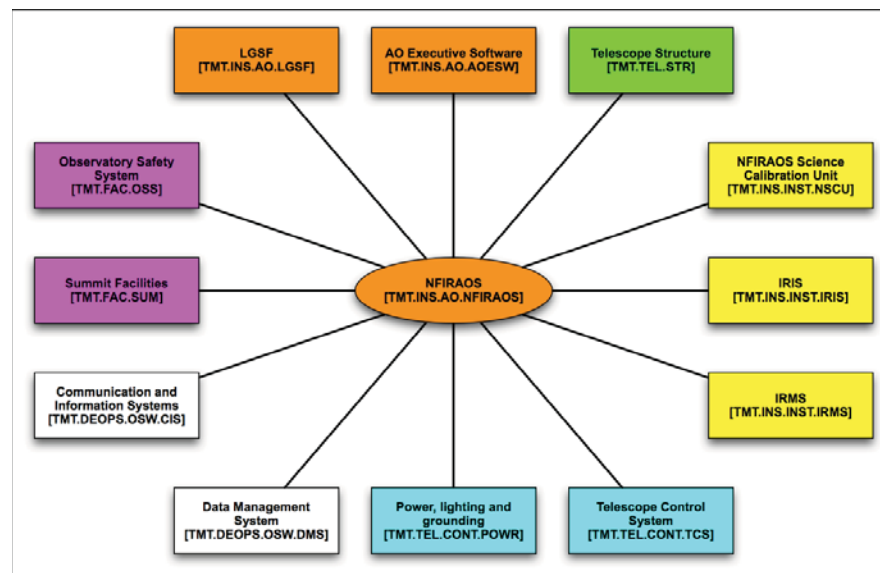 LGSF
[TMT.INS.AO.LGSF]
AO Executive Software
[TMT.INS.AO.AOESW]
Telescope Structure
[TMT.TEL.STR]
Observatory Safety
System
[TMT.FAC.OSS]
NFIRAOS Science
Calibration Unit
[TMT.INS.INST.NSCU]
Summit Facilities
[TMT.FAC.SUM]
NFIRAOS
[TMT.INS.AO.NFIRAOS]
IRIS
[TMT.INS.INST.IRIS]
Communication and
Information Systems
[TMT.DEOPS.OSW.CIS]
IRMS
[TMT.INS.INST.IRMS]
Data Management
System
[TMT.DEOPS.OSW.DMS]
Power, lighting and
grounding
[TMT.TEL.CONT.POWR]
Telescope Control
System
[TMT.TEL.CONT.TCS]